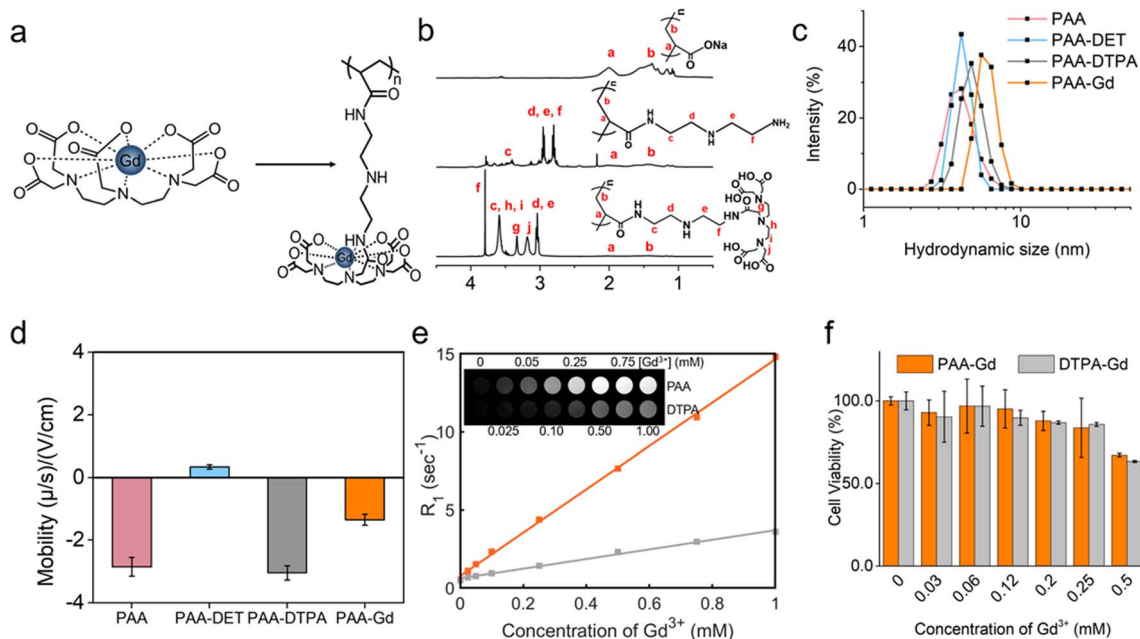 a
b
c
Gd
O
N
HN
NH
n
ONa
a b
d, e, f
c
NH₂
a b
f
c, h, i
d, e
g j
a b
HO
OH
4 3 2 1
PAA
PAA-DET
PAA-DTPA
PAA-Gd
Intensity (%)
40
20
0
1 10
Hydrodynamic size (nm)
d
Mobility (µ/s)/(V/cm)
4
2
0
-2
-4
PAA PAA-DET PAA-DTPA PAA-Gd
e
R₁ (sec⁻¹)
15
10
5
0
0 0.05 0.25 0.75 [Gd³⁺] (mM)
PAA
DTPA
0.025 0.10 0.50 1.00
0 0.2 0.4 0.6 0.8 1
Concentration of Gd³⁺ (mM)
f
PAA-Gd DTPA-Gd
Cell Viability (%)
100.0
50.0
0.0
0 0.03 0.06 0.12 0.2 0.25 0.5
Concentration of Gd³⁺ (mM)